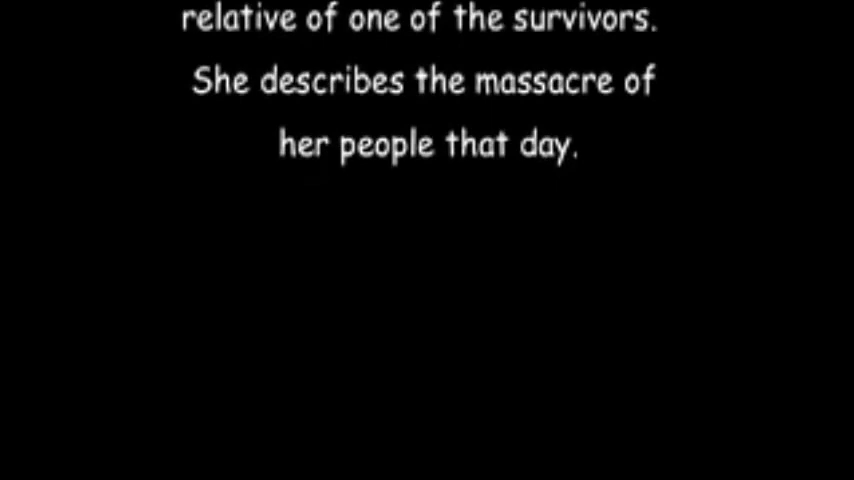 relative of one of the survivors.
She describes the massacre of
her people that day.